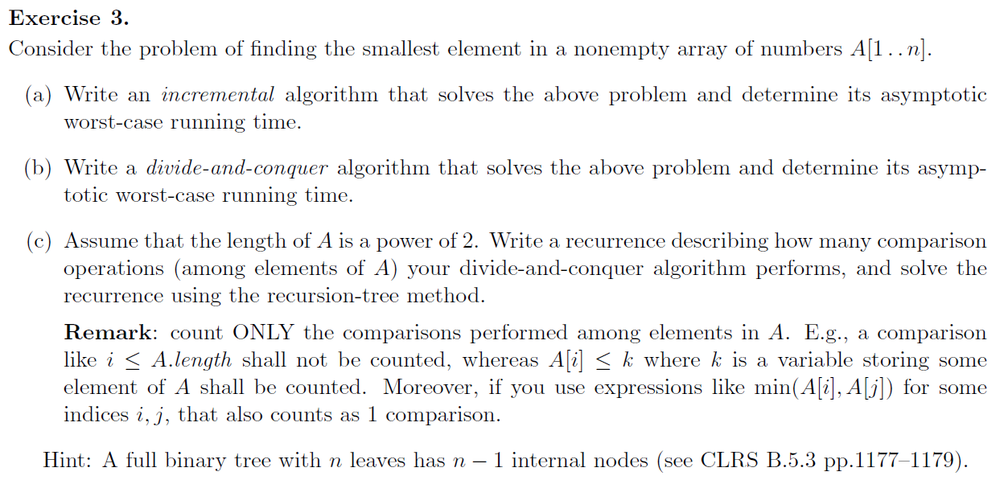 Exercise 3.
Consider the problem of finding the smallest element in a nonempty array of numbers A[1..n].
(a) Write an incremental algorithm that solves the above problem and determine its asymptotic
worst-case running time.
(b) Write a divide-and-conquer algorithm that solves the above problem and determine its asymp-
totic worst-case running time.
(c) Assume that the length of A is a power of 2. Write a recurrence describing how many comparison
operations (among elements of A) your divide-and-conquer algorithm performs, and solve the
recurrence using the recursion-tree method.
Remark: count ONLY the comparisons performed among elements in A. E.g., a comparison
like i ≤ A.length shall not be counted, whereas A[i] ≤ k where k is a variable storing some
element of A shall be counted. Moreover, if you use expressions like min(A[i], A[j]) for some
indices i, j, that also counts as 1 comparison.
Hint: A full binary tree with n leaves has n − 1 internal nodes (see CLRS B.5.3 pp.1177–1179).